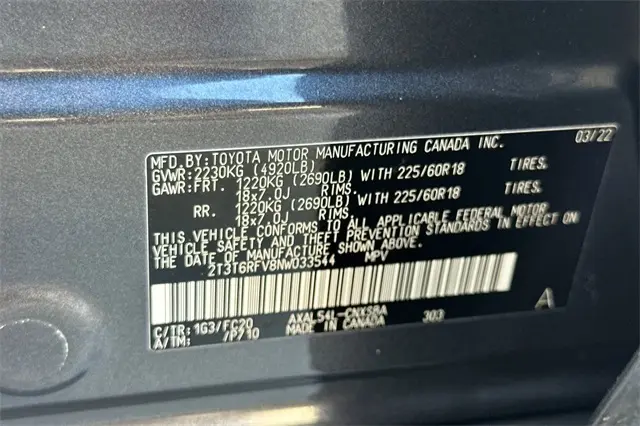 MFD.BY:TOYOTA MOTOR MANUFACTURING CANADA INC. 03/22
GVWR:2230KG (4920LB)
GAWR:FRT. 1220KG (2690LB) WITH 225/60R18 TIRES.
18x7.0J RIMS.
RR. 1220KG (2690LB) WITH 225/60R18 TIRES.
18x7.0J RIMS.
THIS VEHICLE CONFORMS TO ALL APPLICABLE FEDERAL MOTOR
VEHICLE SAFETY AND THEFT PREVENTION STANDARDS IN EFFECT
ON THE DATE OF MANUFACTURE SHOWN ABOVE.
2T3T6RFV8NW033544 MPV
C/TR: 1G3/FC20 AXAL54L-CNXSBA 303 A
A/TM: /P710 MADE IN CANADA